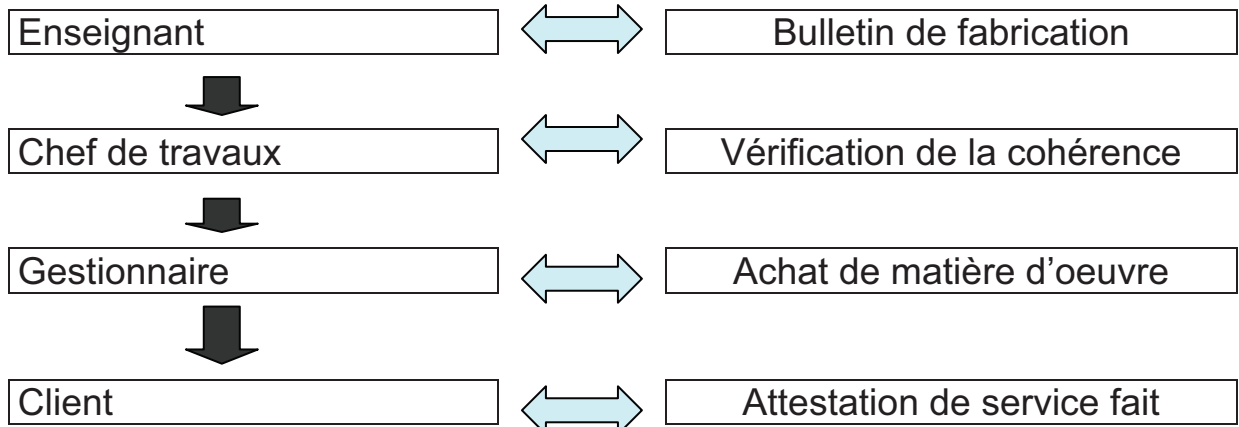 Enseignant
Bulletin de fabrication
Chef de travaux
Vérification de la cohérence
Gestionnaire
Achat de matière d’oeuvre
Client
Attestation de service fait